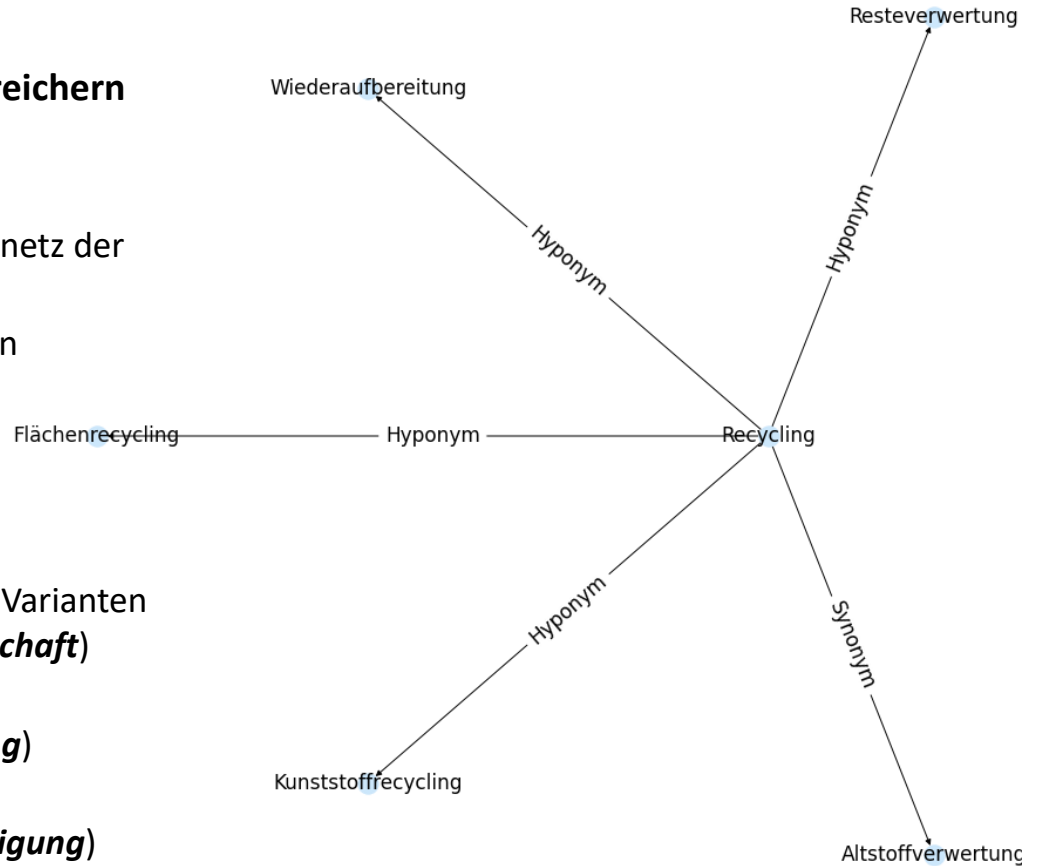 reichern
netz der
n
Varianten
chaft)
g)
igung)
Resteverwertung
Wiederaufbereitung
Hyponym
Hyponym
Flächenrecycling
Hyponym
Recycling
Hyponym
Synonym
Kunststoffrecycling
Altstoffverwertung